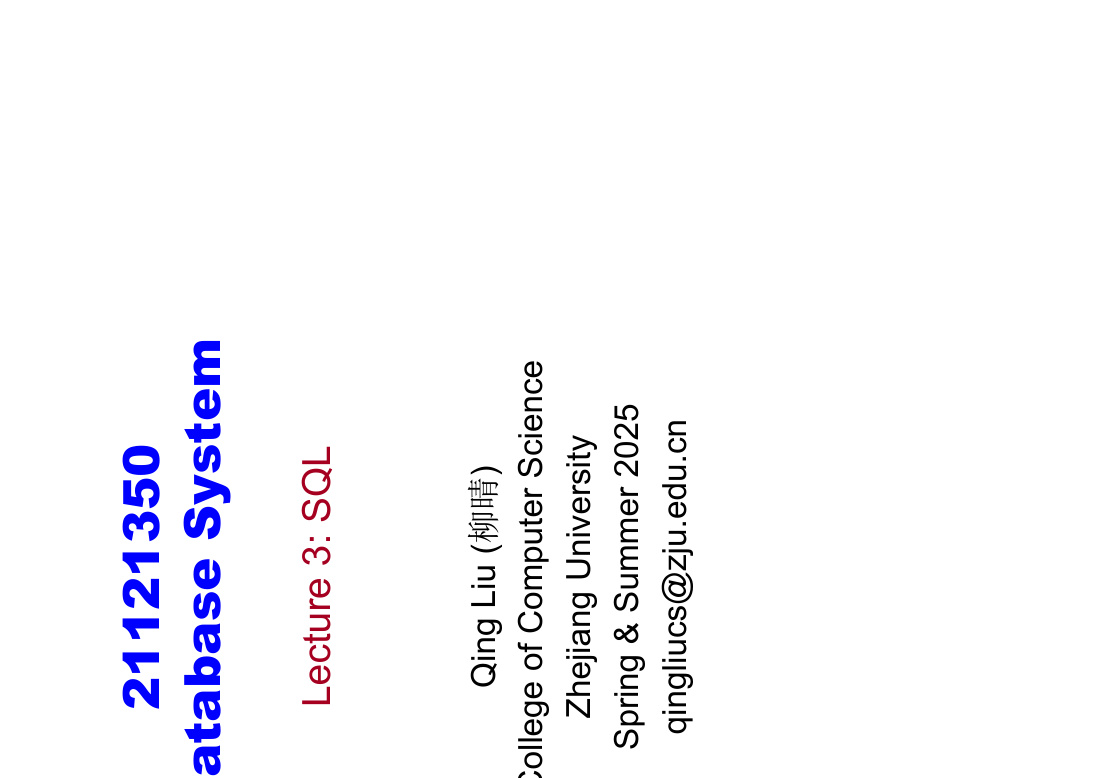 21121350
atabase System
Lecture 3: SQL
Qing Liu (柳晴)
College of Computer Science
Zhejiang University
Spring & Summer 2025
qingliucs@zju.edu.cn